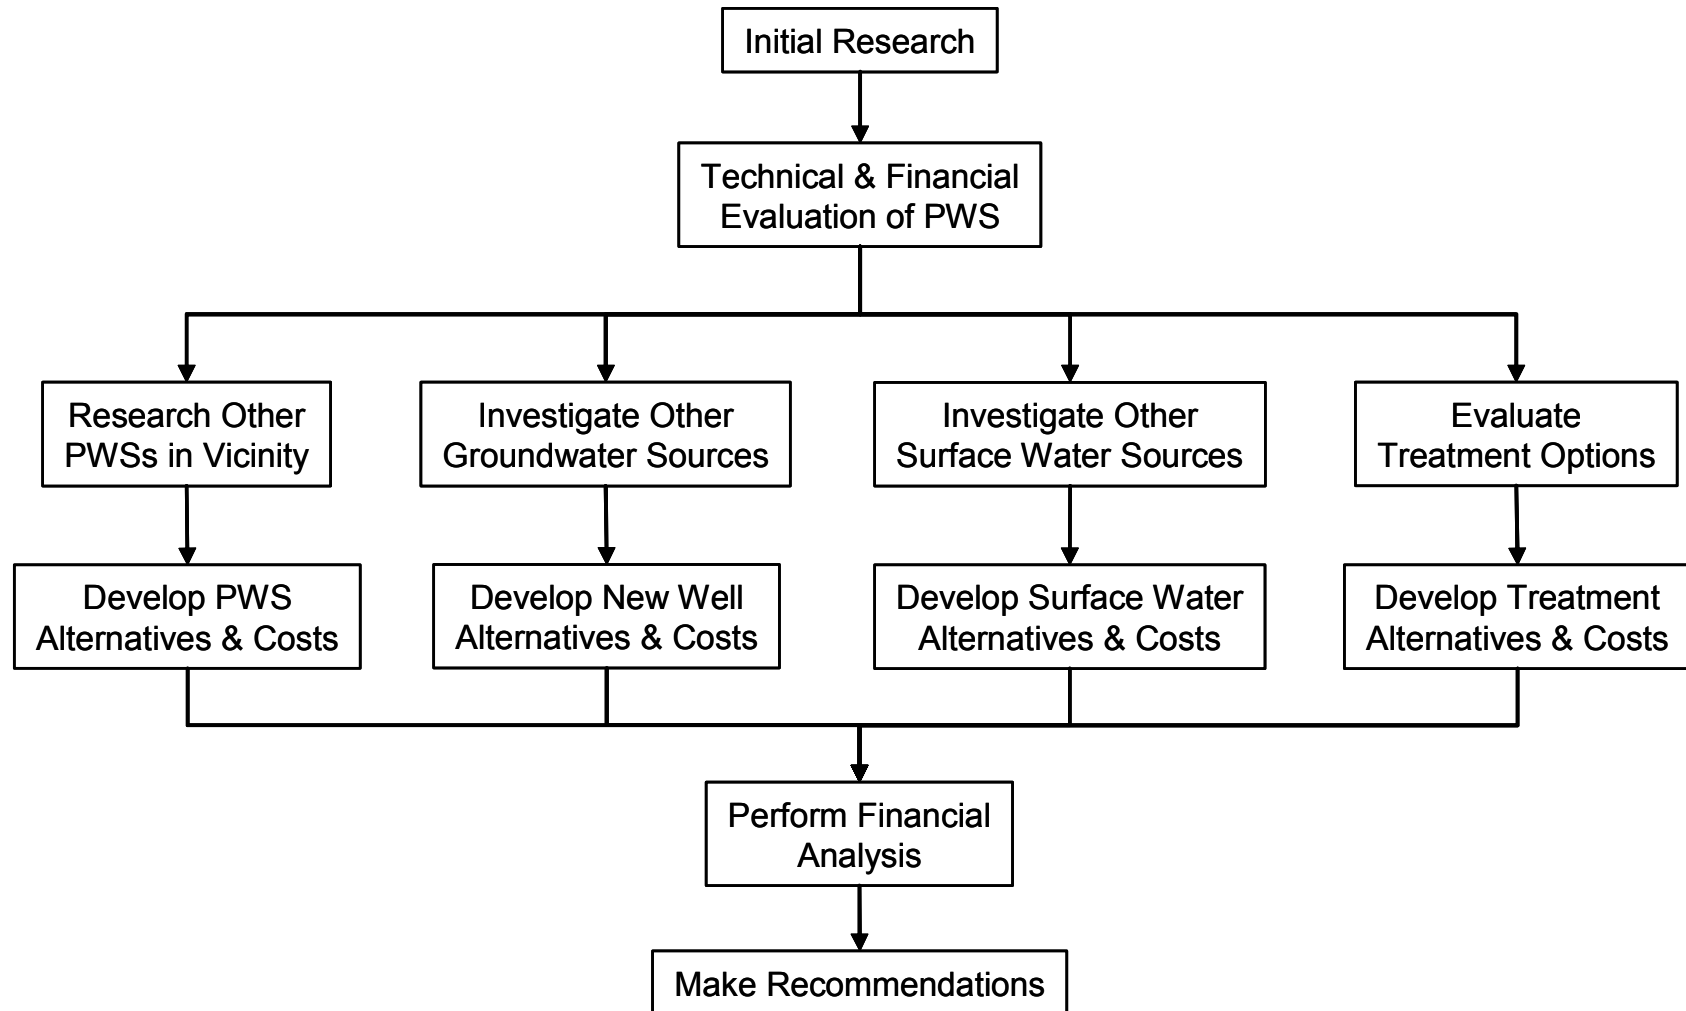 Initial Research
Technical & Financial
Evaluation of PWS
Research Other
PWSs in Vicinity
Investigate Other
Groundwater Sources
Investigate Other
Surface Water Sources
Evaluate
Treatment Options
Develop PWS
Alternatives & Costs
Develop New Well
Alternatives & Costs
Develop Surface Water
Alternatives & Costs
Develop Treatment
Alternatives & Costs
Perform Financial
Analysis
Make Recommendations